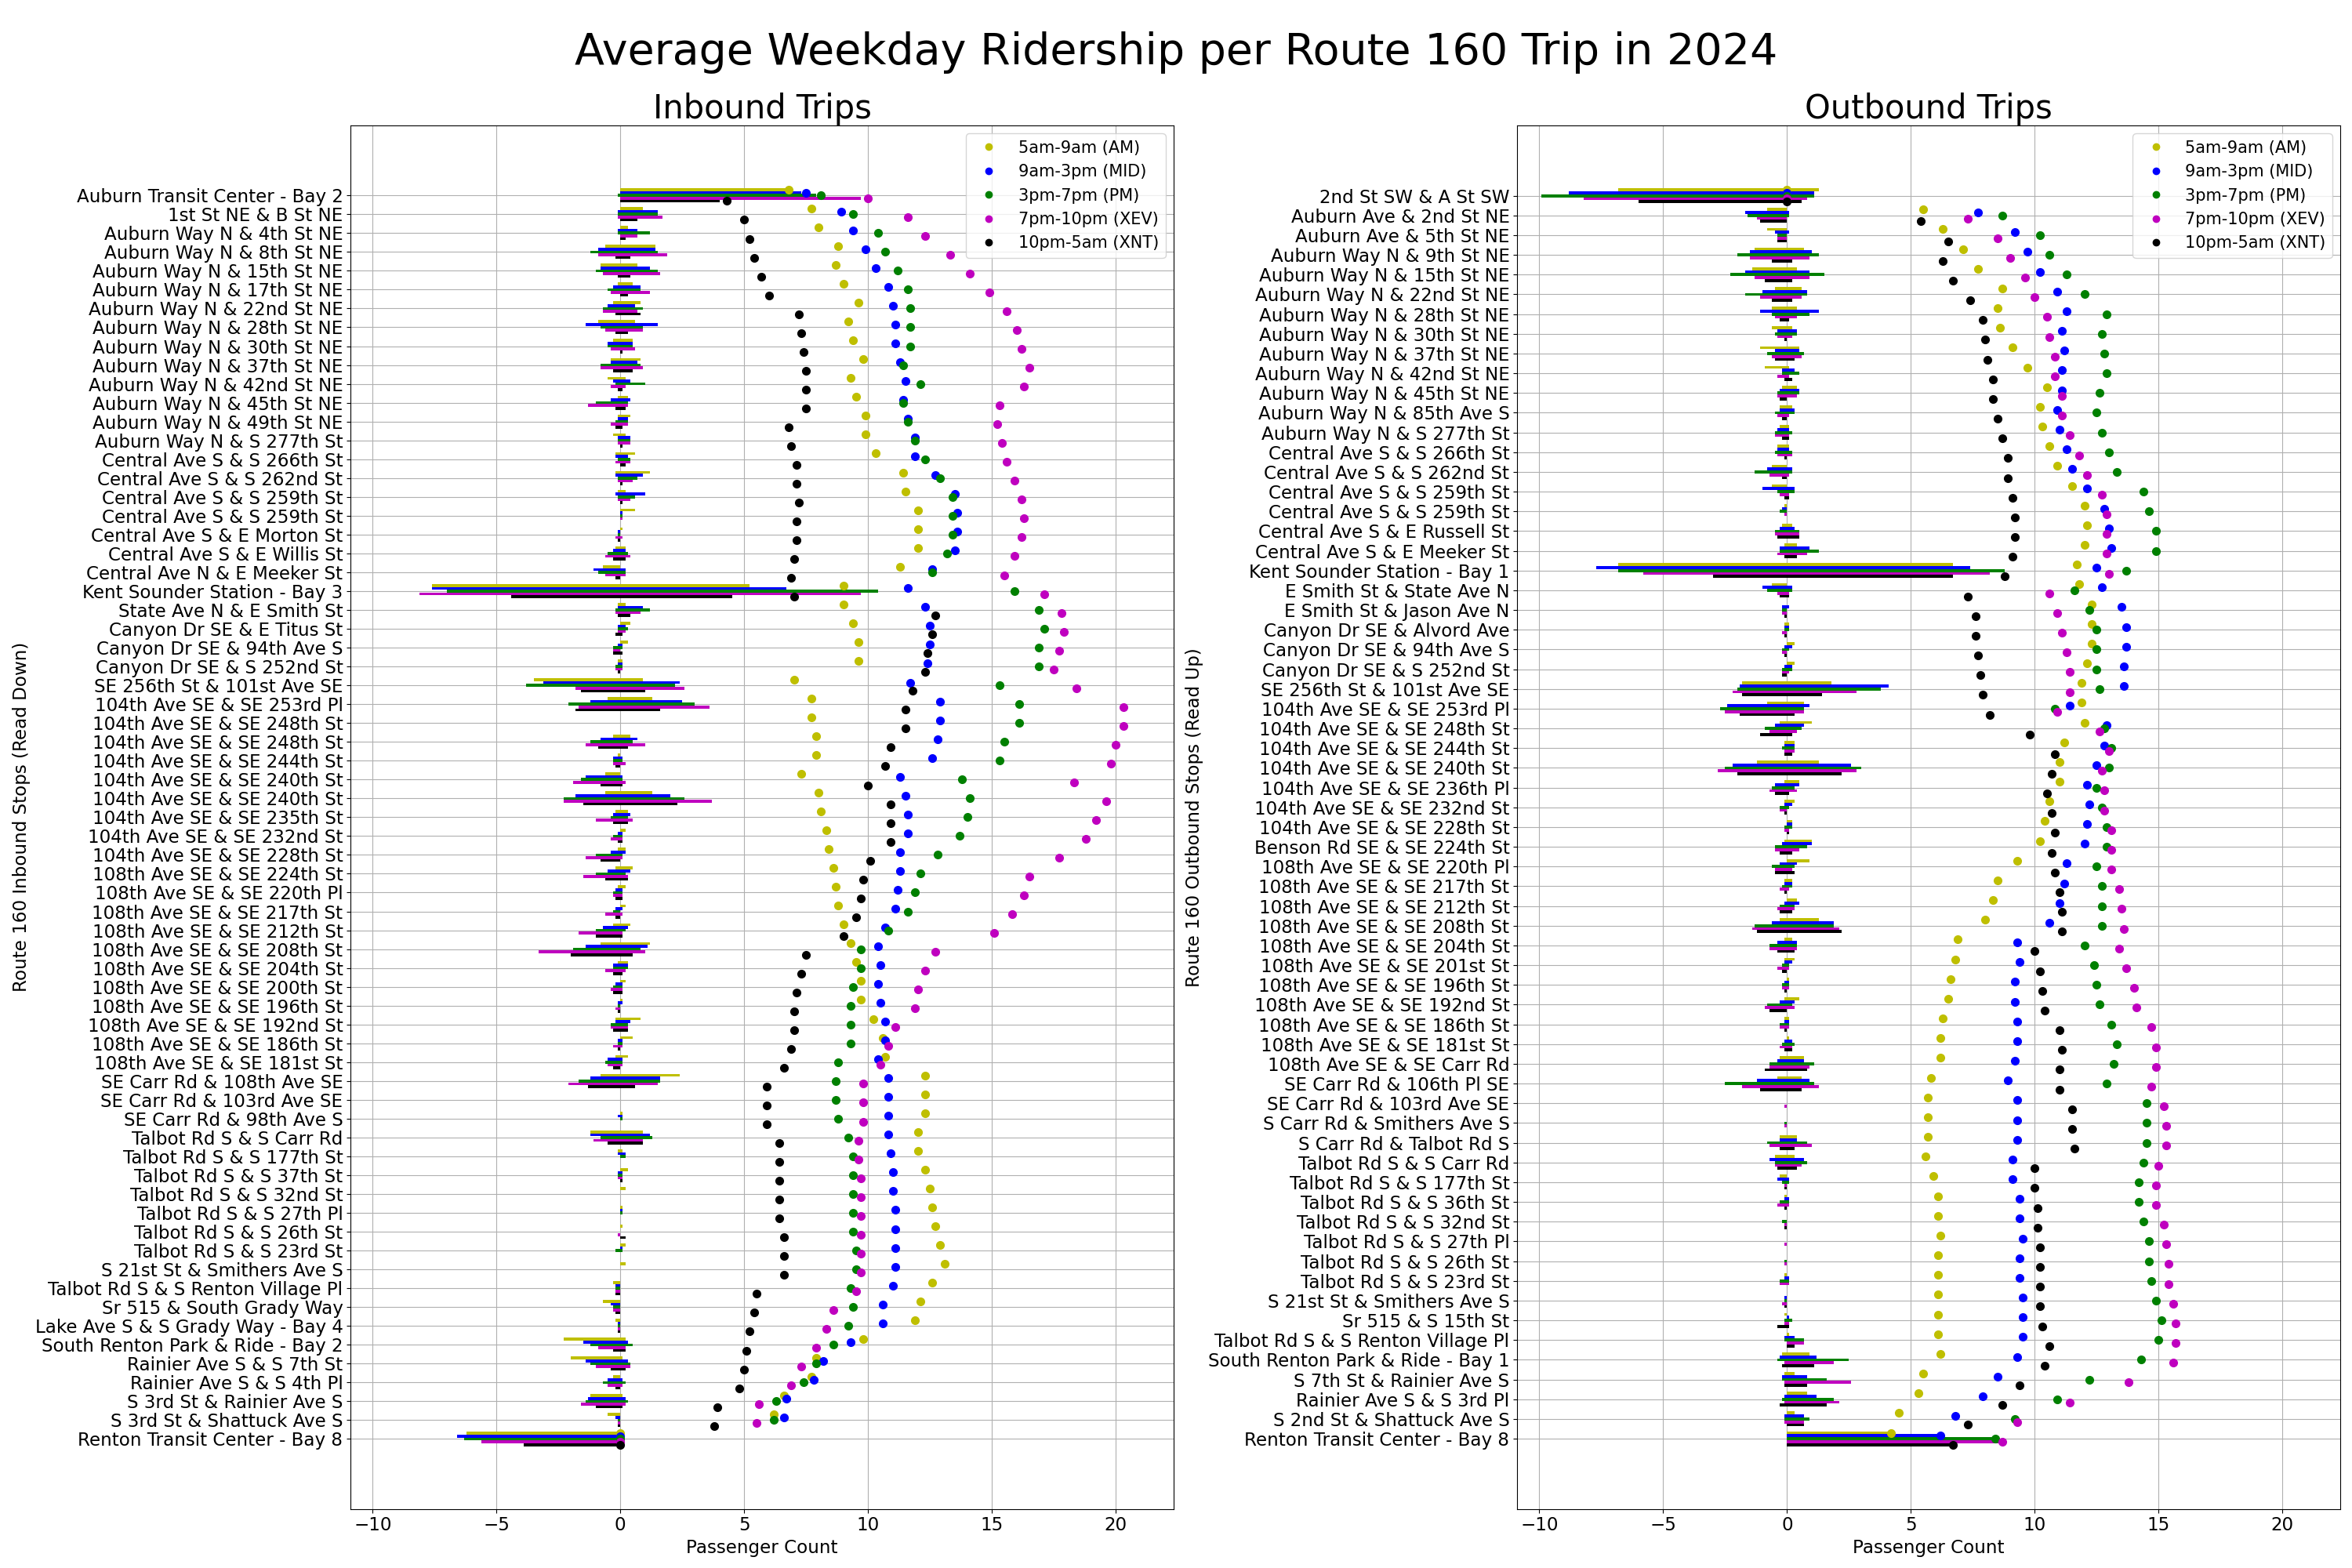 Average Weekday Ridership per Route 160 Trip in 2024
Inbound Trips
5am-9am (AM)
9am-3pm (MID)
3pm-7pm (PM)
7pm-10pm (XEV)
10pm-5am (XNT)
Route 160 Inbound Stops (Read Down)
Auburn Transit Center - Bay 2
1st St NE & B St NE
Auburn Way N & 4th St NE
Auburn Way N & 8th St NE
Auburn Way N & 15th St NE
Auburn Way N & 17th St NE
Auburn Way N & 22nd St NE
Auburn Way N & 28th St NE
Auburn Way N & 30th St NE
Auburn Way N & 37th St NE
Auburn Way N & 42nd St NE
Auburn Way N & 45th St NE
Auburn Way N & 49th St NE
Auburn Way N & S 277th St
Central Ave S & S 266th St
Central Ave S & S 262nd St
Central Ave S & S 259th St
Central Ave S & S 259th St
Central Ave S & E Morton St
Central Ave S & E Willis St
Central Ave N & E Meeker St
Kent Sounder Station - Bay 3
State Ave N & E Smith St
Canyon Dr SE & E Titus St
Canyon Dr SE & 94th Ave S
Canyon Dr SE & S 252nd St
SE 256th St & 101st Ave SE
104th Ave SE & SE 253rd Pl
104th Ave SE & SE 248th St
104th Ave SE & SE 248th St
104th Ave SE & SE 244th St
104th Ave SE & SE 240th St
104th Ave SE & SE 240th St
104th Ave SE & SE 235th St
104th Ave SE & SE 232nd St
104th Ave SE & SE 228th St
108th Ave SE & SE 224th St
108th Ave SE & SE 220th Pl
108th Ave SE & SE 217th St
108th Ave SE & SE 212th St
108th Ave SE & SE 208th St
108th Ave SE & SE 204th St
108th Ave SE & SE 200th St
108th Ave SE & SE 196th St
108th Ave SE & SE 192nd St
108th Ave SE & SE 186th St
108th Ave SE & SE 181st St
SE Carr Rd & 108th Ave SE
SE Carr Rd & 103rd Ave SE
SE Carr Rd & 98th Ave S
Talbot Rd S & S Carr Rd
Talbot Rd S & S 177th St
Talbot Rd S & S 37th St
Talbot Rd S & S 32nd St
Talbot Rd S & S 27th Pl
Talbot Rd S & S 26th St
Talbot Rd S & S 23rd St
S 21st St & Smithers Ave S
Talbot Rd S & S Renton Village Pl
Sr 515 & South Grady Way
Lake Ave S & S Grady Way - Bay 4
South Renton Park & Ride - Bay 2
Rainier Ave S & S 7th St
Rainier Ave S & S 4th Pl
S 3rd St & Rainier Ave S
S 3rd St & Shattuck Ave S
Renton Transit Center - Bay 8
−10
−5
0
5
10
15
20
Passenger Count
Outbound Trips
5am-9am (AM)
9am-3pm (MID)
3pm-7pm (PM)
7pm-10pm (XEV)
10pm-5am (XNT)
Route 160 Outbound Stops (Read Up)
2nd St SW & A St SW
Auburn Ave & 2nd St NE
Auburn Ave & 5th St NE
Auburn Way N & 9th St NE
Auburn Way N & 15th St NE
Auburn Way N & 22nd St NE
Auburn Way N & 28th St NE
Auburn Way N & 30th St NE
Auburn Way N & 37th St NE
Auburn Way N & 42nd St NE
Auburn Way N & 45th St NE
Auburn Way N & 85th Ave S
Auburn Way N & S 277th St
Central Ave S & S 266th St
Central Ave S & S 262nd St
Central Ave S & S 259th St
Central Ave S & S 259th St
Central Ave S & E Russell St
Central Ave S & E Meeker St
Kent Sounder Station - Bay 1
E Smith St & State Ave N
E Smith St & Jason Ave N
Canyon Dr SE & Alvord Ave
Canyon Dr SE & 94th Ave S
Canyon Dr SE & S 252nd St
SE 256th St & 101st Ave SE
104th Ave SE & SE 253rd Pl
104th Ave SE & SE 248th St
104th Ave SE & SE 244th St
104th Ave SE & SE 240th St
104th Ave SE & SE 236th Pl
104th Ave SE & SE 232nd St
104th Ave SE & SE 228th St
Benson Rd SE & SE 224th St
108th Ave SE & SE 220th Pl
108th Ave SE & SE 217th St
108th Ave SE & SE 212th St
108th Ave SE & SE 208th St
108th Ave SE & SE 204th St
108th Ave SE & SE 201st St
108th Ave SE & SE 196th St
108th Ave SE & SE 192nd St
108th Ave SE & SE 186th St
108th Ave SE & SE 181st St
108th Ave SE & SE Carr Rd
SE Carr Rd & 106th Pl SE
SE Carr Rd & 103rd Ave SE
S Carr Rd & Smithers Ave S
S Carr Rd & Talbot Rd S
Talbot Rd S & S Carr Rd
Talbot Rd S & S 177th St
Talbot Rd S & S 36th St
Talbot Rd S & S 32nd St
Talbot Rd S & S 27th Pl
Talbot Rd S & S 26th St
Talbot Rd S & S 23rd St
S 21st St & Smithers Ave S
Sr 515 & S 15th St
Talbot Rd S & S Renton Village Pl
South Renton Park & Ride - Bay 1
S 7th St & Rainier Ave S
Rainier Ave S & S 3rd Pl
S 2nd St & Shattuck Ave S
Renton Transit Center - Bay 8
−10
−5
0
5
10
15
20
Passenger Count